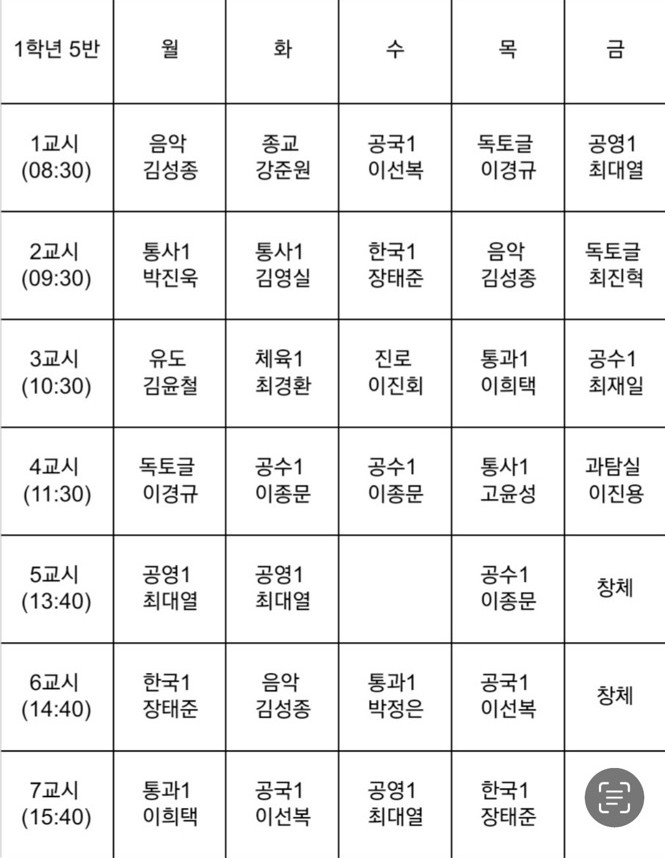 1학년 5반 월 화 수 목 금
1교시 음악 종교 공국1 독토글 공영1
(08:30) 김성종 강준원 이선복 이경규 최대열
2교시 통사1 통사1 한국1 음악 독토글
(09:30) 박진욱 김영실 장태준 김성종 최진혁
3교시 유도 체육1 진로 통과1 공수1
(10:30) 김윤철 최경환 이진회 이희택 최재일
4교시 독토글 공수1 공수1 통사1 과탐실
(11:30) 이경규 이종문 이종문 고윤성 이진용
5교시 공영1 공영1 공수1 창체
(13:40) 최대열 최대열 이종문
6교시 한국1 음악 통과1 공국1 창체
(14:40) 장태준 김성종 박정은 이선복
7교시 통과1 공국1 공영1 한국1
(15:40) 이희택 이선복 최대열 장태준